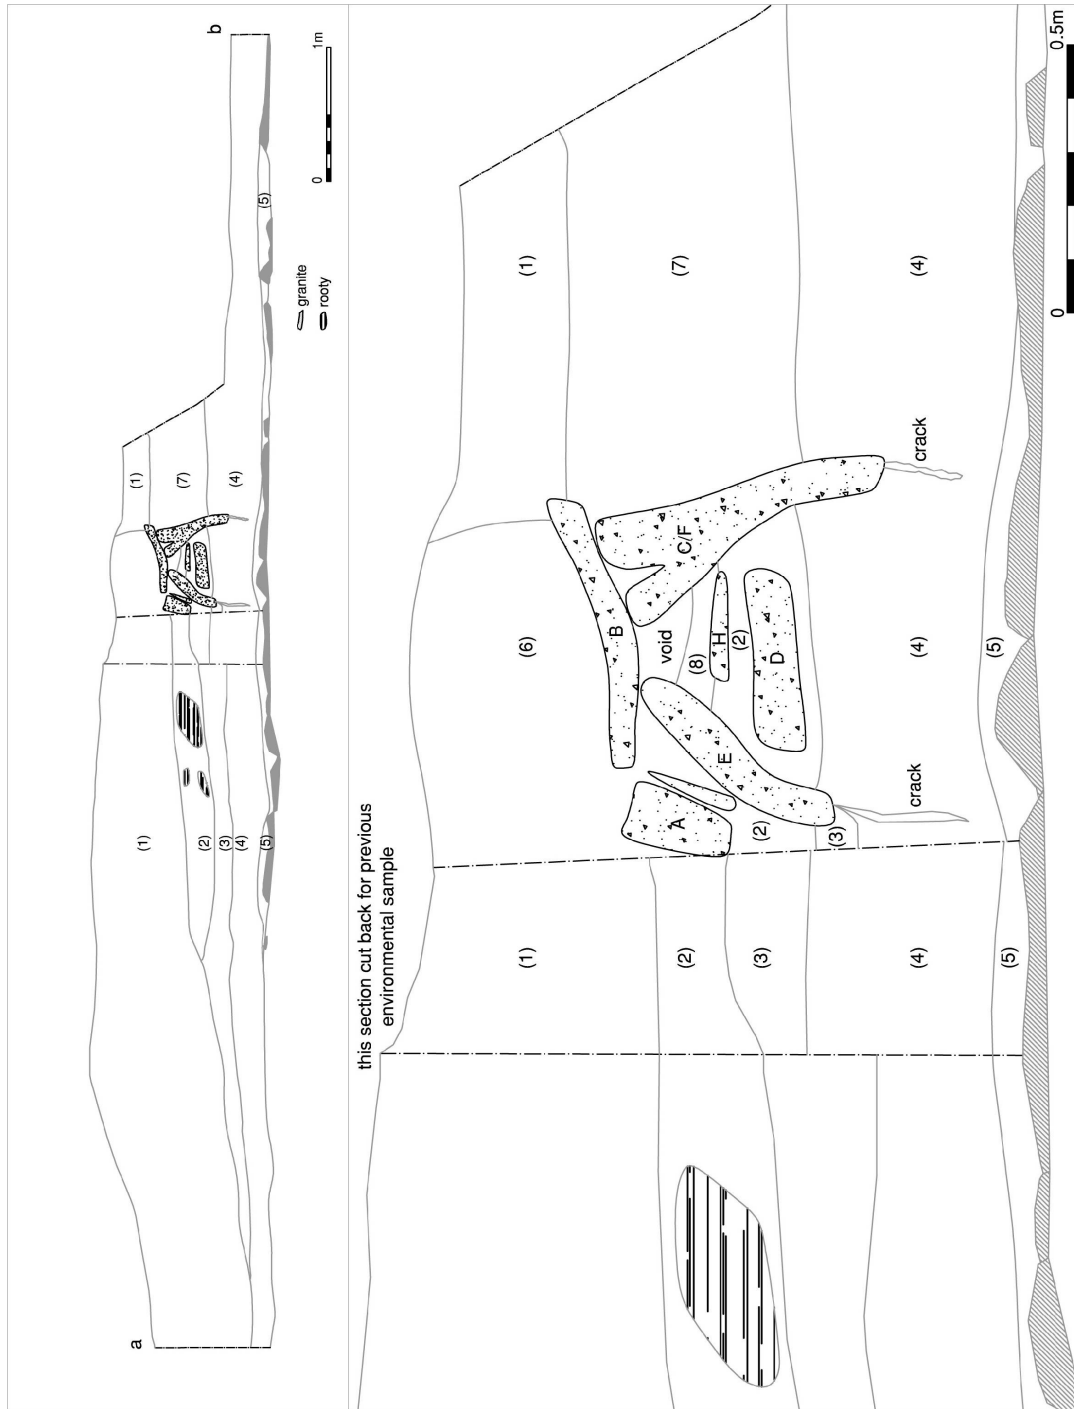 a
b
0
1m
granite
rooty
(1)
(2)
(3)
(4)
(5)
(1)
(7)
(4)
(5)
this section cut back for previous
environmental sample
(1)
(2)
(3)
(4)
(5)
(6)
A
B
void
C/F
E
(8)
H
(2)
D
(2)
(3)
crack
(4)
(5)
(1)
(7)
(4)
crack
0
0.5m